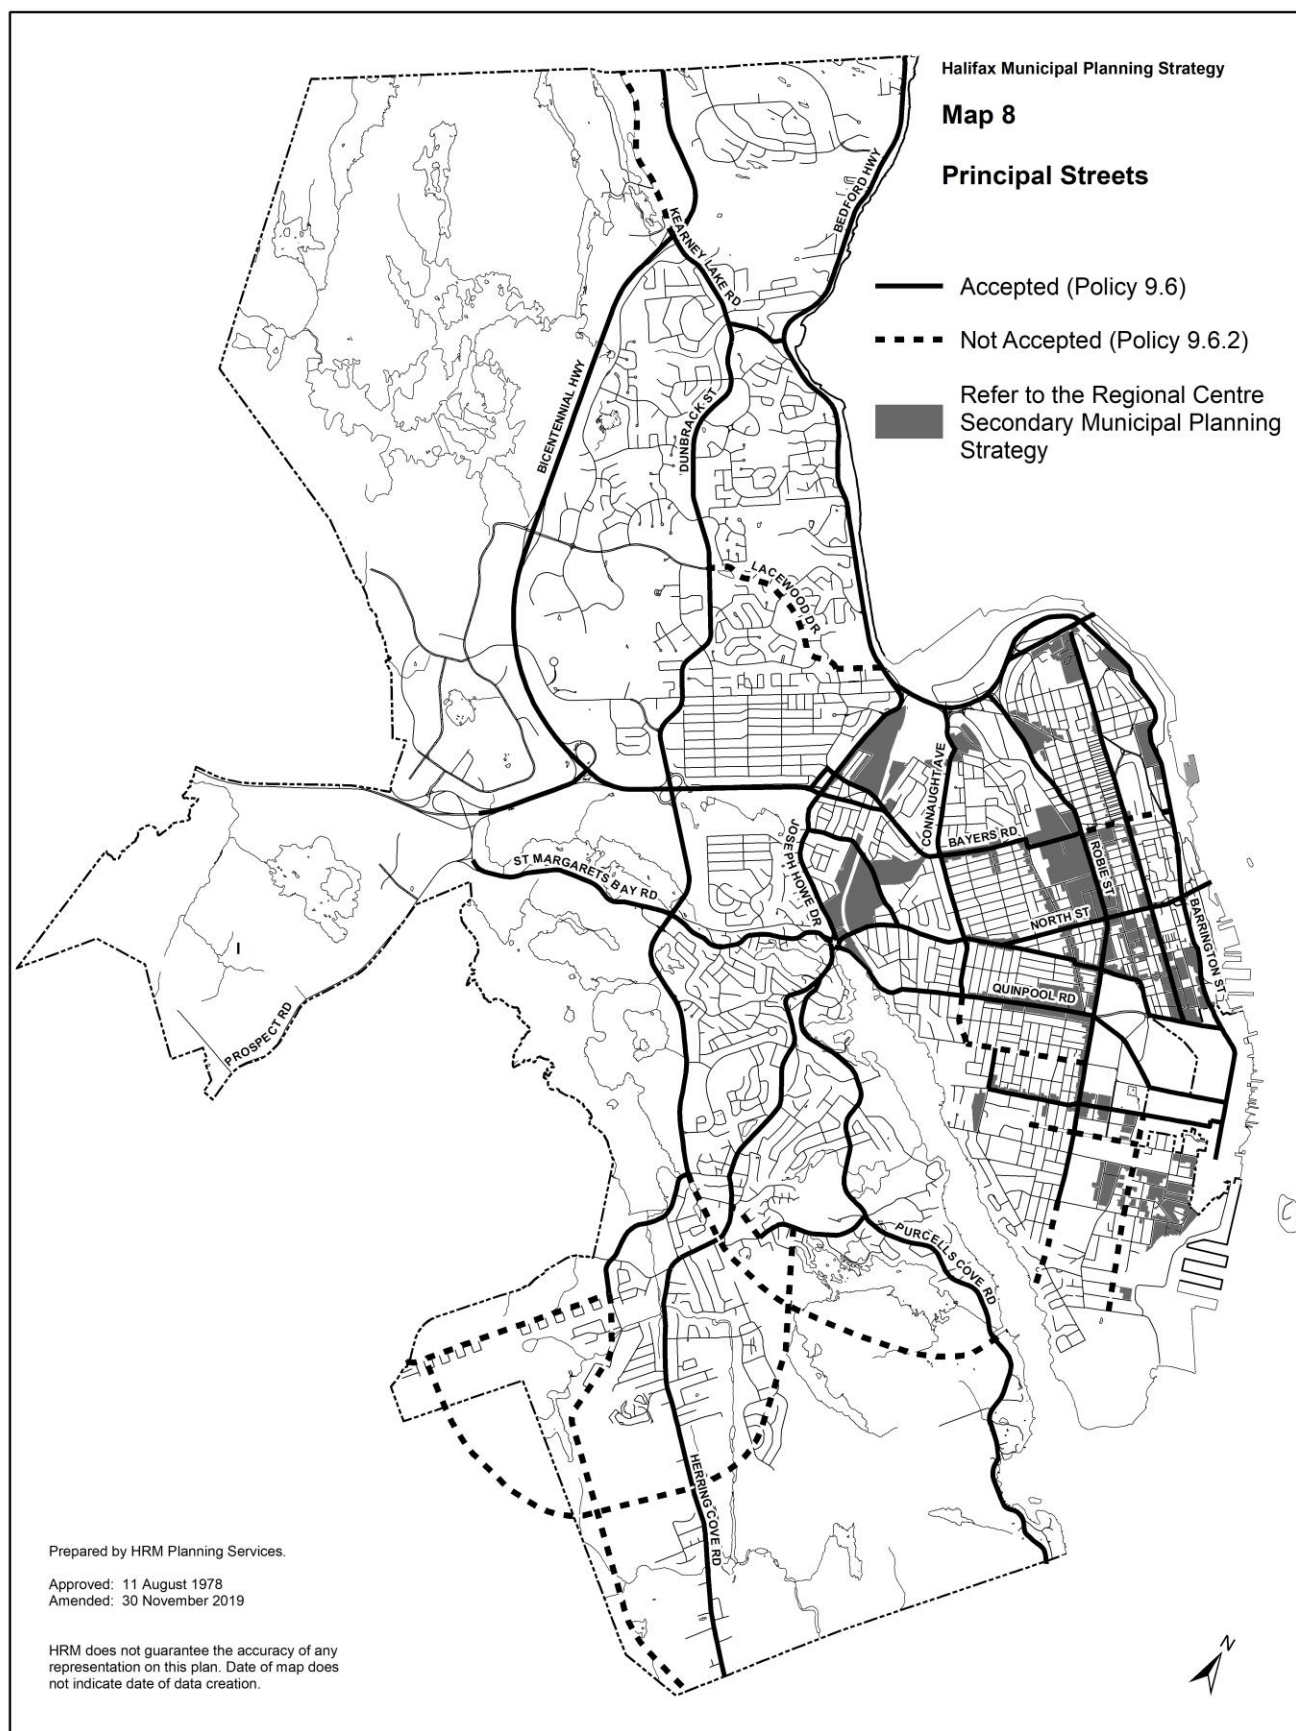 Halifax Municipal Planning Strategy
Map 8
Principal Streets
Accepted (Policy 9.6)
Not Accepted (Policy 9.6.2)
Refer to the Regional Centre
Secondary Municipal Planning
Strategy
BEDFORD HWY
KEARNEY LAKE RD
BICENTENNIAL HWY
DUNBRACK ST
LACEWOOD DR
CONNAUGHT AVE
BAYERS RD
JOSEPH HOWE DR
ROBIE ST
ST MARGARETS BAY RD
NORTH ST
BARRINGTON ST
QUINPOOL RD
PROSPECT RD
PURCELLS COVE RD
HERRING COVE RD
Prepared by HRM Planning Services.
Approved: 11 August 1978
Amended: 30 November 2019
HRM does not guarantee the accuracy of any
representation on this plan. Date of map does
not indicate date of data creation.
N